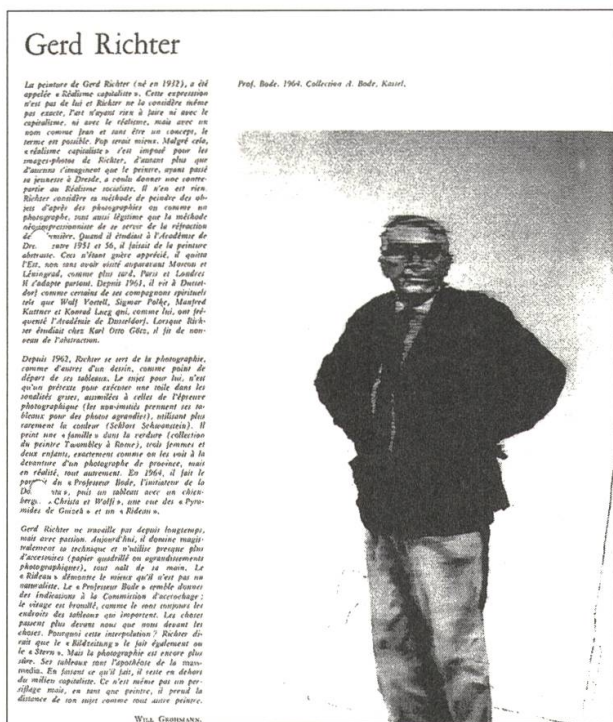 Gerd Richter
Prof. Bode. 1964. Collection A. Bode, Kassel.
La peinture de Gerd Richter (né en 1932), a été
appelée « Réalisme capitaliste ». Cette expression
n'est pas de lui et Richter ne la considère même
pas exacte, l'art n'ayant rien à faire ni avec le
capitalisme, ni avec le réalisme, mais avec un
nom comme Jean et sans être un concept, le
terme est possible. Pop serait mieux. Malgré cela,
« réalisme capitaliste » s'est imposé pour les
images-photos de Richter, d'autant plus que
d'aucuns s'imaginent que le peintre, ayant passé
sa jeunesse à Dresde, a voulu donner une contre-
partie au Réalisme socialiste. Il n'en est rien.
Richter considère sa méthode de peindre des ob-
jets d'après des photographies ou comme un
photographe, tout aussi légitime que la méthode
néo-impressionniste de se servir de la réfraction
de lumière. Quand il étudiait à l'Académie de
Dre entre 1951 et 56, il faisait de la peinture
abstraite. Ceci n'étant guère apprécié, il quitta
l'Est, non sans avoir visité auparavant Moscou et
Léningrad, comme plus tard, Paris et Londres.
Il s'adapte partout. Depuis 1961, il vit à Dussel-
dorf comme certains de ses compagnons spirituels
tels que Wolf Vostell, Sigmar Polke, Manfred
Kuttner et Konrad Lueg qui, comme lui, ont fré-
quenté l'Académie de Dusseldorf. Lorsque Rich-
ter étudiait chez Karl Otto Götz, il fit de nou-
veau de l'abstraction.
Depuis 1962, Richter se sert de la photographie,
comme d'autres d'un dessin, comme point de
départ de ses tableaux. Le sujet pour lui, n'est
qu'un prétexte pour exécuter une toile dans les
tonalités grises, assimilées à celles de l'épreuve
photographique (les non-initiés prennent ses ta-
bleaux pour des photos agrandies), utilisant plus
rarement la couleur (Schloss Schwanstein). Il
peint une « famille » dans la verdure (collection
du peintre Twombley à Rome), trois femmes et
deux enfants, exactement comme on les voit à la
devanture d'un photographe de province, mais
en réalité, tout autrement. En 1964, il fait le
portrait du « Professeur Bode, l'initiateur de la
Do nta », puis un tableau avec un chien-
berg « Christa et Wolfi », une vue des « Pyra-
mides de Guizeh » et un « Rideau ».
Gerd Richter ne travaille pas depuis longtemps,
mais avec passion. Aujourd'hui, il domine magis-
tralement sa technique et n'utilise presque plus
d'accessoires (papier quadrillé ou agrandissements
photographiques), tout naît de sa main. Le
« Rideau » démontre le mieux qu'il n'est pas un
naturaliste. Le « Professeur Bode » semble donner
des indications à la Commission d'accrochage ;
le visage est brouillé, comme le sont toujours les
endroits des tableaux qui importent. Les choses
passent plus devant nous que nous devant les
choses. Pourquoi cette interpolation ? Richter di-
rait que le « Bildzeitung » le fait également ou
le « Stern ». Mais la photographie est encore plus
sûre. Ses tableaux sont l'apothéose de la mass-
media. En faisant ce qu'il fait, il reste en dehors
du milieu capitaliste. Ce n'est même pas un per-
siflage mais, en tant que peintre, il prend la
distance de son sujet comme tout autre peintre.
WILL GROHMANN.